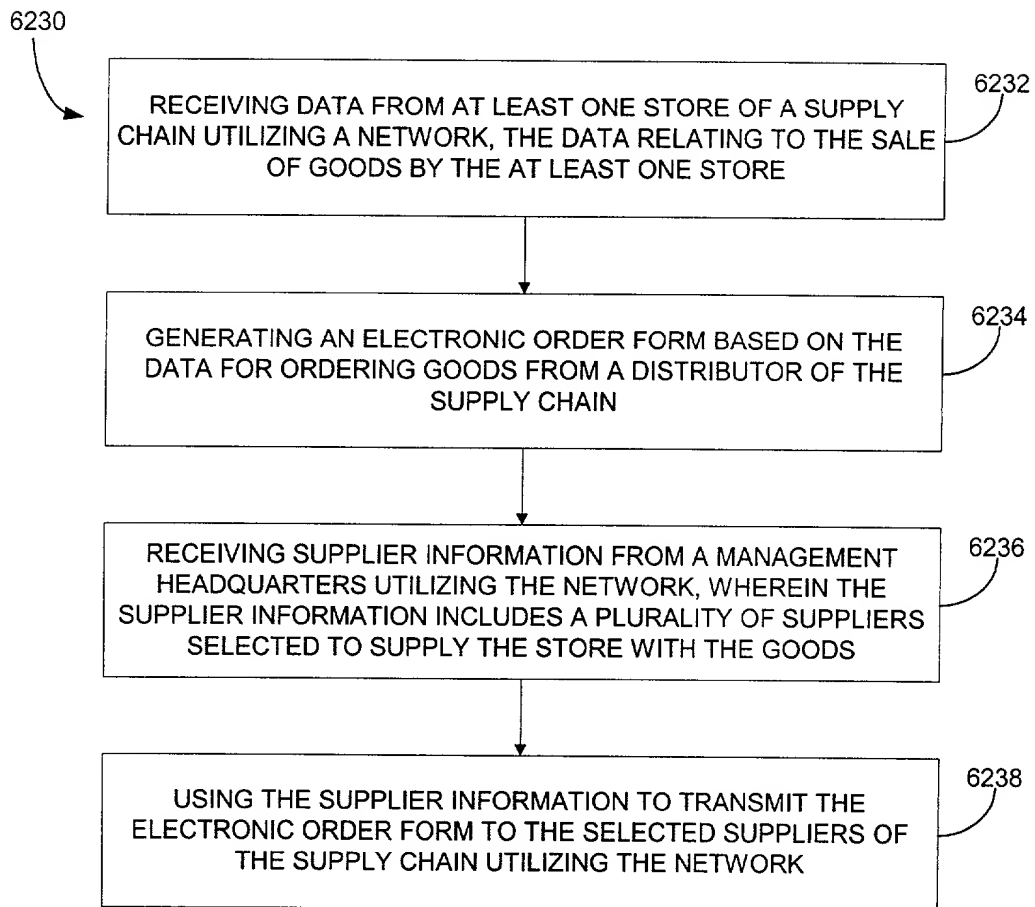 6230
6232
RECEIVING DATA FROM AT LEAST ONE STORE OF A SUPPLY
CHAIN UTILIZING A NETWORK, THE DATA RELATING TO THE SALE
OF GOODS BY THE AT LEAST ONE STORE
6234
GENERATING AN ELECTRONIC ORDER FORM BASED ON THE
DATA FOR ORDERING GOODS FROM A DISTRIBUTOR OF THE
SUPPLY CHAIN
6236
RECEIVING SUPPLIER INFORMATION FROM A MANAGEMENT
HEADQUARTERS UTILIZING THE NETWORK, WHEREIN THE
SUPPLIER INFORMATION INCLUDES A PLURALITY OF SUPPLIERS
SELECTED TO SUPPLY THE STORE WITH THE GOODS
6238
USING THE SUPPLIER INFORMATION TO TRANSMIT THE
ELECTRONIC ORDER FORM TO THE SELECTED SUPPLIERS OF
THE SUPPLY CHAIN UTILIZING THE NETWORK